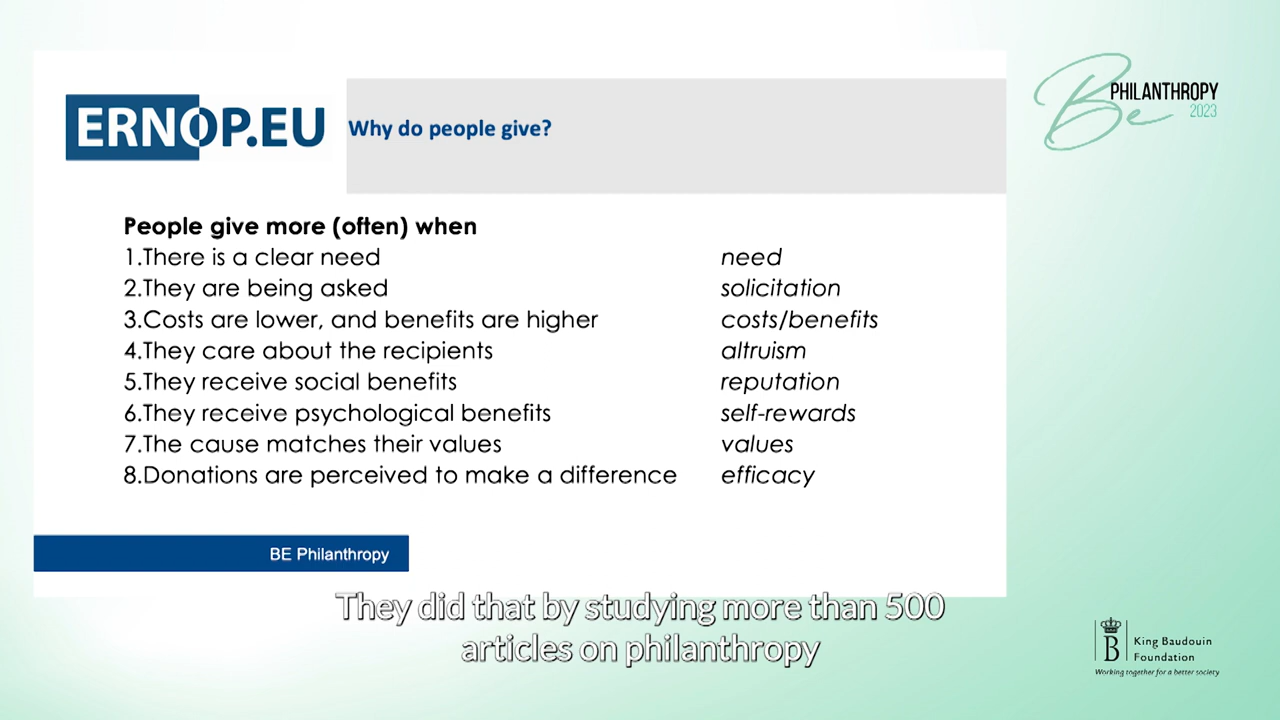 ERNOP.EU
Why do people give?
Be PHILANTHROPY
2023
People give more (often) when
1.There is a clear need need
2.They are being asked solicitation
3.Costs are lower, and benefits are higher costs/benefits
4.They care about the recipients altruism
5.They receive social benefits reputation
6.They receive psychological benefits self-rewards
7.The cause matches their values values
8.Donations are perceived to make a difference efficacy
BE Philanthropy
They did that by studying more than 500
articles on philanthropy
B
King Baudouin
Foundation
Working together for a better society